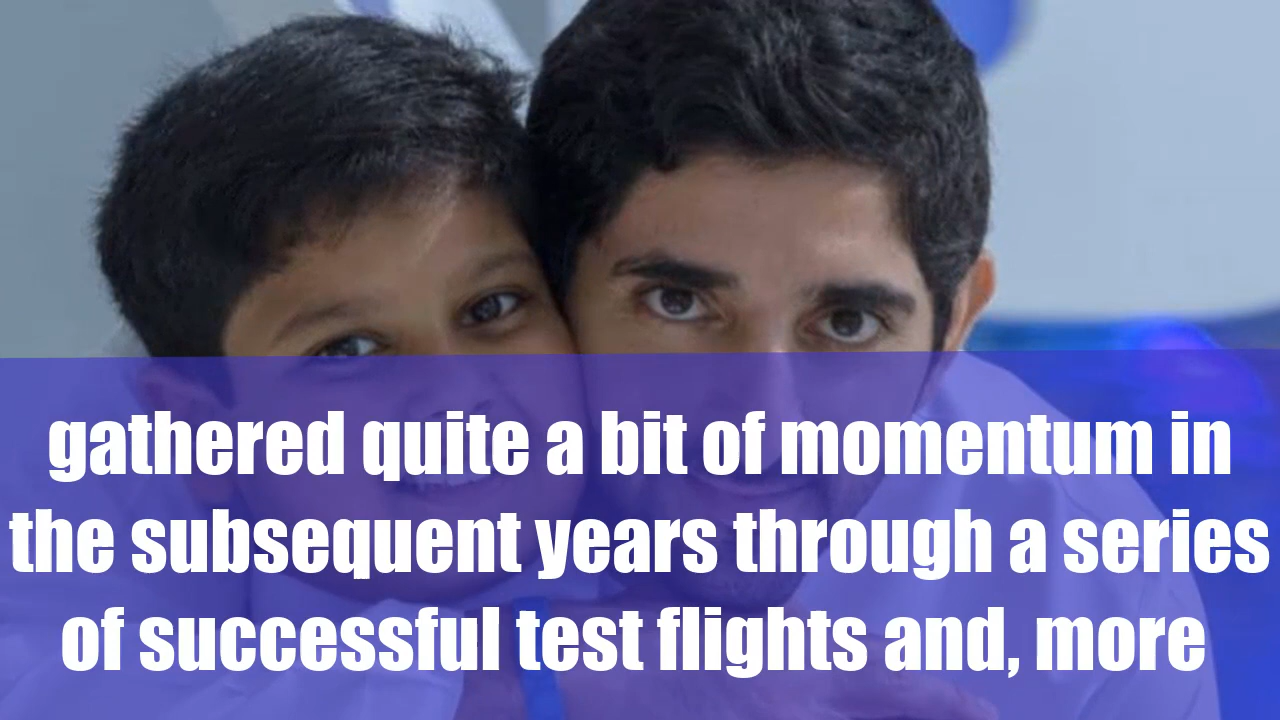 gathered quite a bit of momentum in
the subsequent years through a series
of successful test flights and, more